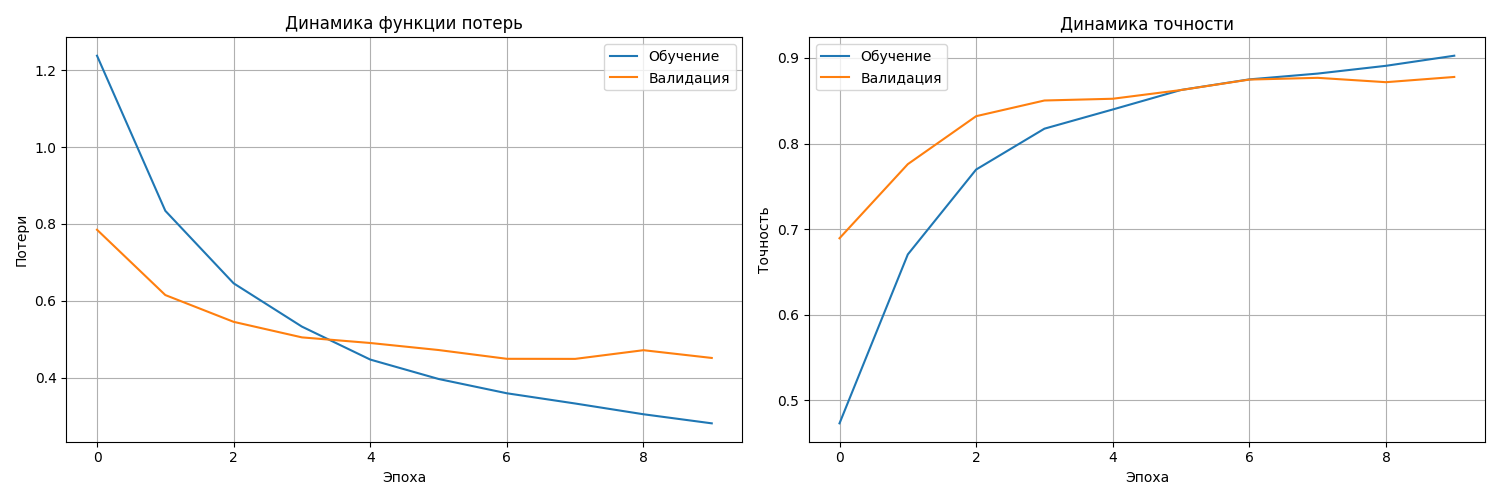 Динамика функции потерь
Обучение
Валидация
Потери
1.2
1.0
0.8
0.6
0.4
0
2
4
6
8
Эпоха
Динамика точности
Обучение
Валидация
Точность
0.9
0.8
0.7
0.6
0.5
0
2
4
6
8
Эпоха